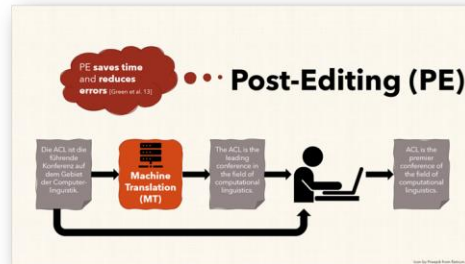 PE saves time
and reduces
errors (Green et al. 13)
Post-Editing (PE)
Die ACL ist die
führende
Konferenz auf
dem Gebiet
der Computer-
linguistik.
Machine
Translation
(MT)
The ACL is the
leading
conference in
the field of
computational
linguistics.
ACL is the
premier
conference of
the field of
computational
linguistics.